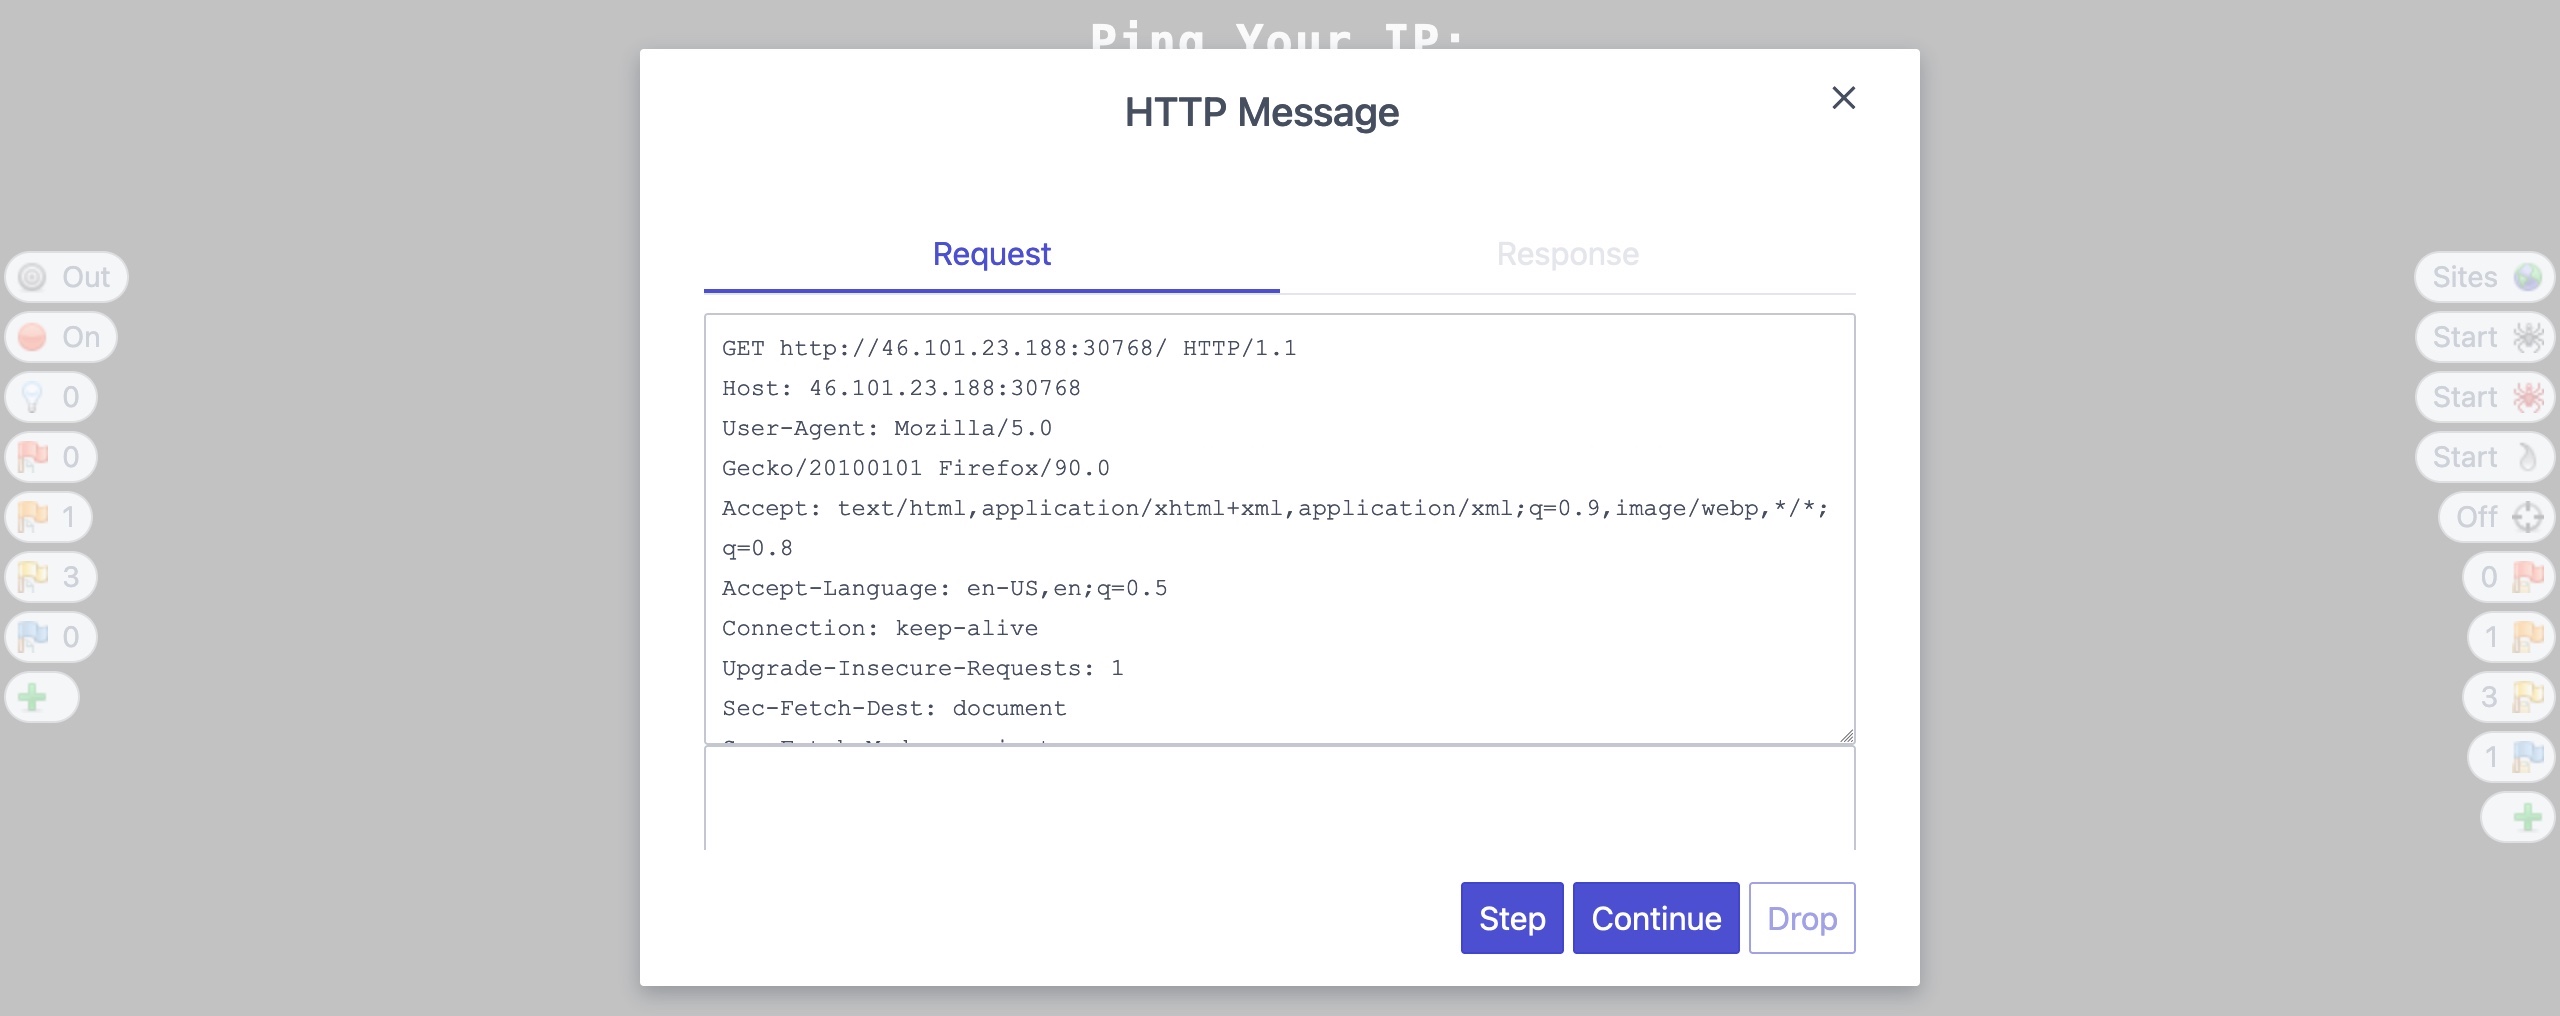 Ping Your IP:
HTTP Message
Request
Response
Out
On
0
0
1
3
0
GET http://46.101.23.188:30768/ HTTP/1.1
Host: 46.101.23.188:30768
User-Agent: Mozilla/5.0
Gecko/20100101 Firefox/90.0
Accept: text/html,application/xhtml+xml,application/xml;q=0.9,image/webp,*/*;
q=0.8
Accept-Language: en-US,en;q=0.5
Connection: keep-alive
Upgrade-Insecure-Requests: 1
Sec-Fetch-Dest: document
Sites
Start
Start
Start
Off
0
1
3
1
Step
Continue
Drop